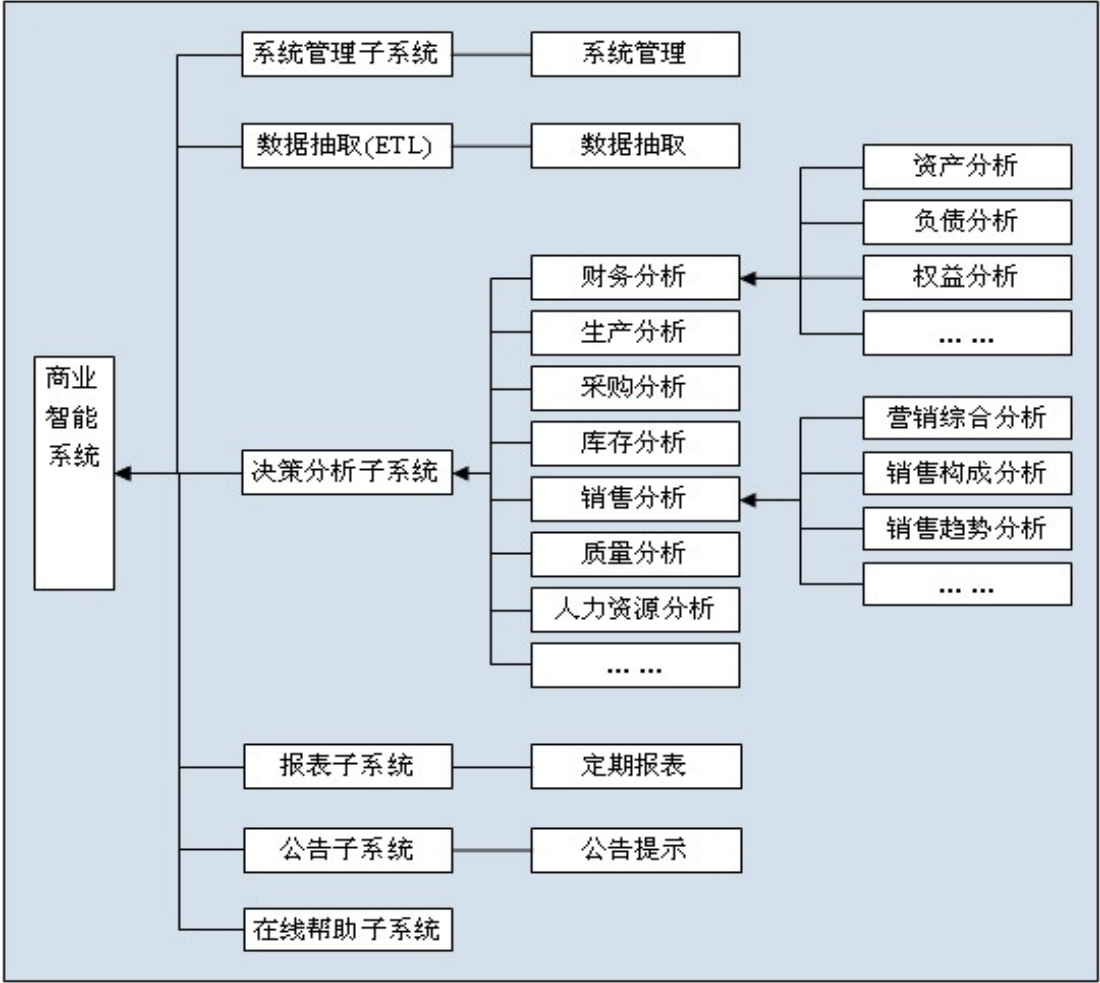 系统管理子系统
系统管理
数据抽取(ETL)
数据抽取
资产分析
负债分析
财务分析
权益分析
生产分析
... ...
商业
智能
系统
采购分析
营销综合分析
库存分析
决策分析子系统
销售构成分析
销售分析
销售趋势分析
质量分析
... ...
人力资源分析
... ...
报表子系统
定期报表
公告子系统
公告提示
在线帮助子系统